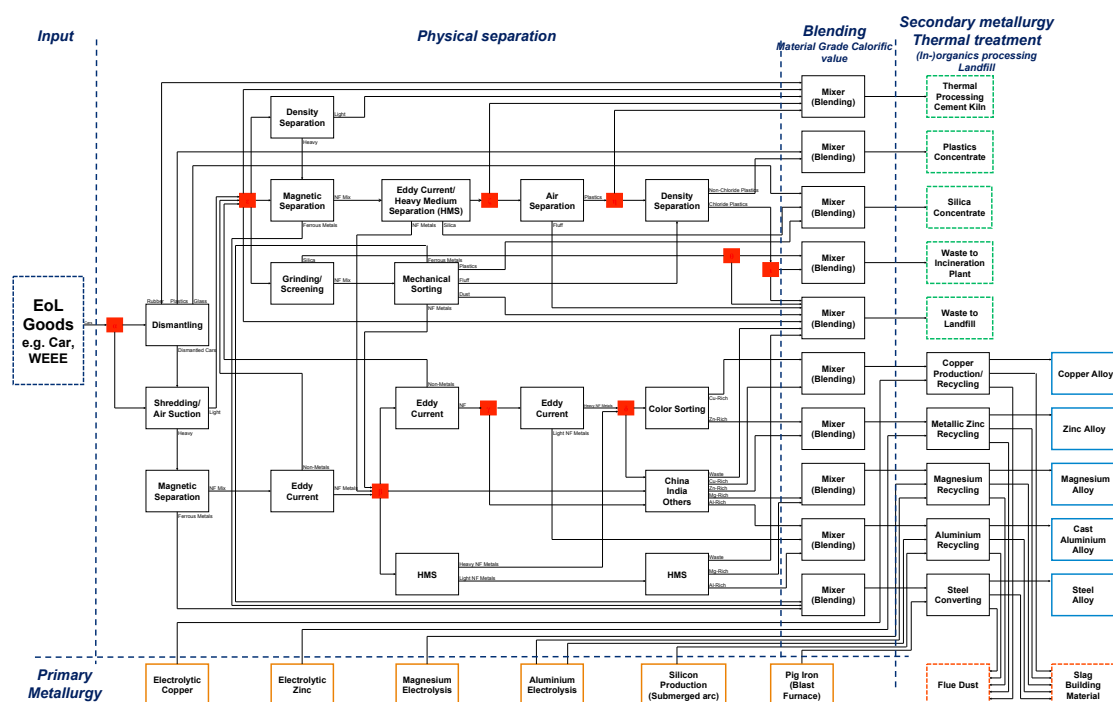 Input
Physical separation
Blending
Material Grade Calorific
value
Secondary metallurgy
Thermal treatment
(In-)organics processing
Landfill
Density
Separation
Light
Heavy
Mixer
(Blending)
Thermal
Processing
Cement Kiln
Mixer
(Blending)
Plastics
Concentrate
Magnetic
Separation
NF Mix
Ferrous Metals
Eddy Current/
Heavy Medium
Separation (HMS)
NF Metals
Silica
Air
Separation
Plastics
Fluff
Density
Separation
Non-Chloride Plastics
Chloride Plastics
Mixer
(Blending)
Silica
Concentrate
Silica
Grinding/
Screening
NF Mix
Ferrous Metals
Mechanical
Sorting
Plastics
Fluff
Dust
NF Metals
Mixer
(Blending)
Waste to
Incineration
Plant
EoL
Goods
e.g. Car,
WEEE
Rubber
Plastics
Glass
Dismantling
Dismantled Cars
Mixer
(Blending)
Waste to
Landfill
Shredding/
Air Suction
Light
Heavy
Non-Metals
Eddy
Current
NF
Eddy
Current
Heavy NF Metals
Light NF Metals
Color Sorting
Cu-Rich
Zn-Rich
Mixer
(Blending)
Copper
Production/
Recycling
Copper Alloy
Mixer
(Blending)
Metallic Zinc
Recycling
Zinc Alloy
Magnetic
Separation
NF Mix
Ferrous Metals
Non-Metals
Eddy
Current
NF Metals
China
India
Others
Waste
Cu-Rich
Zn-Rich
Mg-Rich
Al-Rich
Mixer
(Blending)
Magnesium
Recycling
Magnesium
Alloy
Mixer
(Blending)
Aluminium
Recycling
Cast
Aluminium
Alloy
HMS
Heavy NF Metals
Light NF Metals
HMS
Waste
Mg-Rich
Al-Rich
Mixer
(Blending)
Steel
Converting
Steel
Alloy
Primary
Metallurgy
Electrolytic
Copper
Electrolytic
Zinc
Magnesium
Electrolysis
Aluminium
Electrolysis
Silicon
Production
(Submerged arc)
Pig Iron
(Blast
Furnace)
Flue Dust
Slag
Building
Material